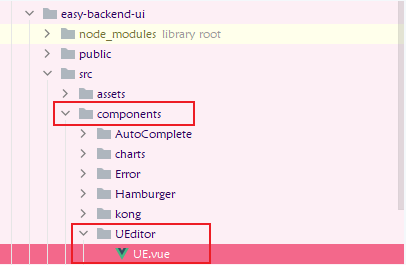 easy-backend-ui
node_modules library root
public
src
assets
components
AutoComplete
charts
Error
Hamburger
kong
UEditor
UE.vue